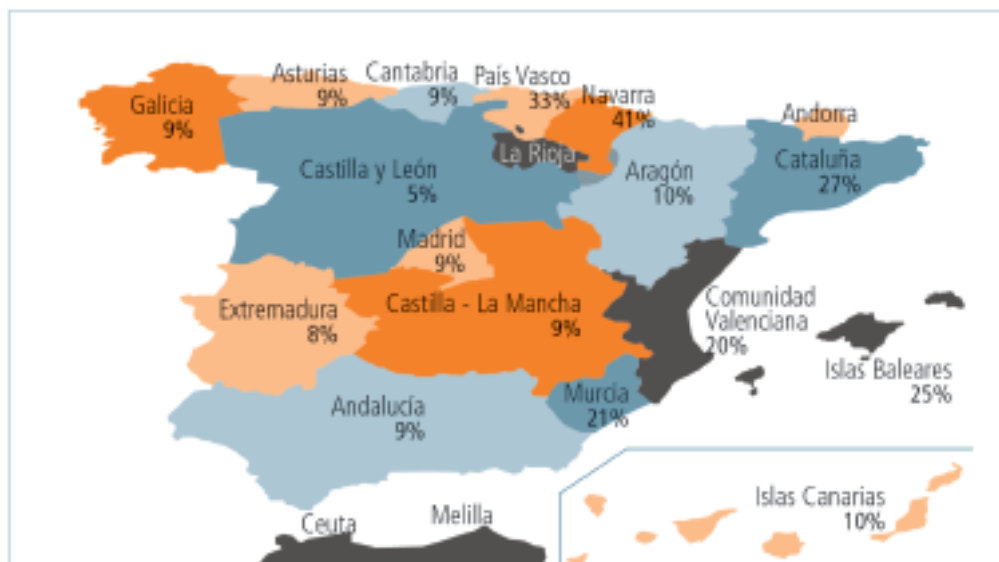 Asturias
9%
Cantabria
9%
País Vasco
33%
Navarra
41%
Galicia
9%
Andorra
La Rioja
Castilla y León
5%
Aragón
10%
Cataluña
27%
Madrid
9%
Extremadura
8%
Castilla - La Mancha
9%
Comunidad
Valenciana
20%
Islas Baleares
25%
Andalucía
9%
Murcia
21%
Islas Canarias
10%
Ceuta
Melilla